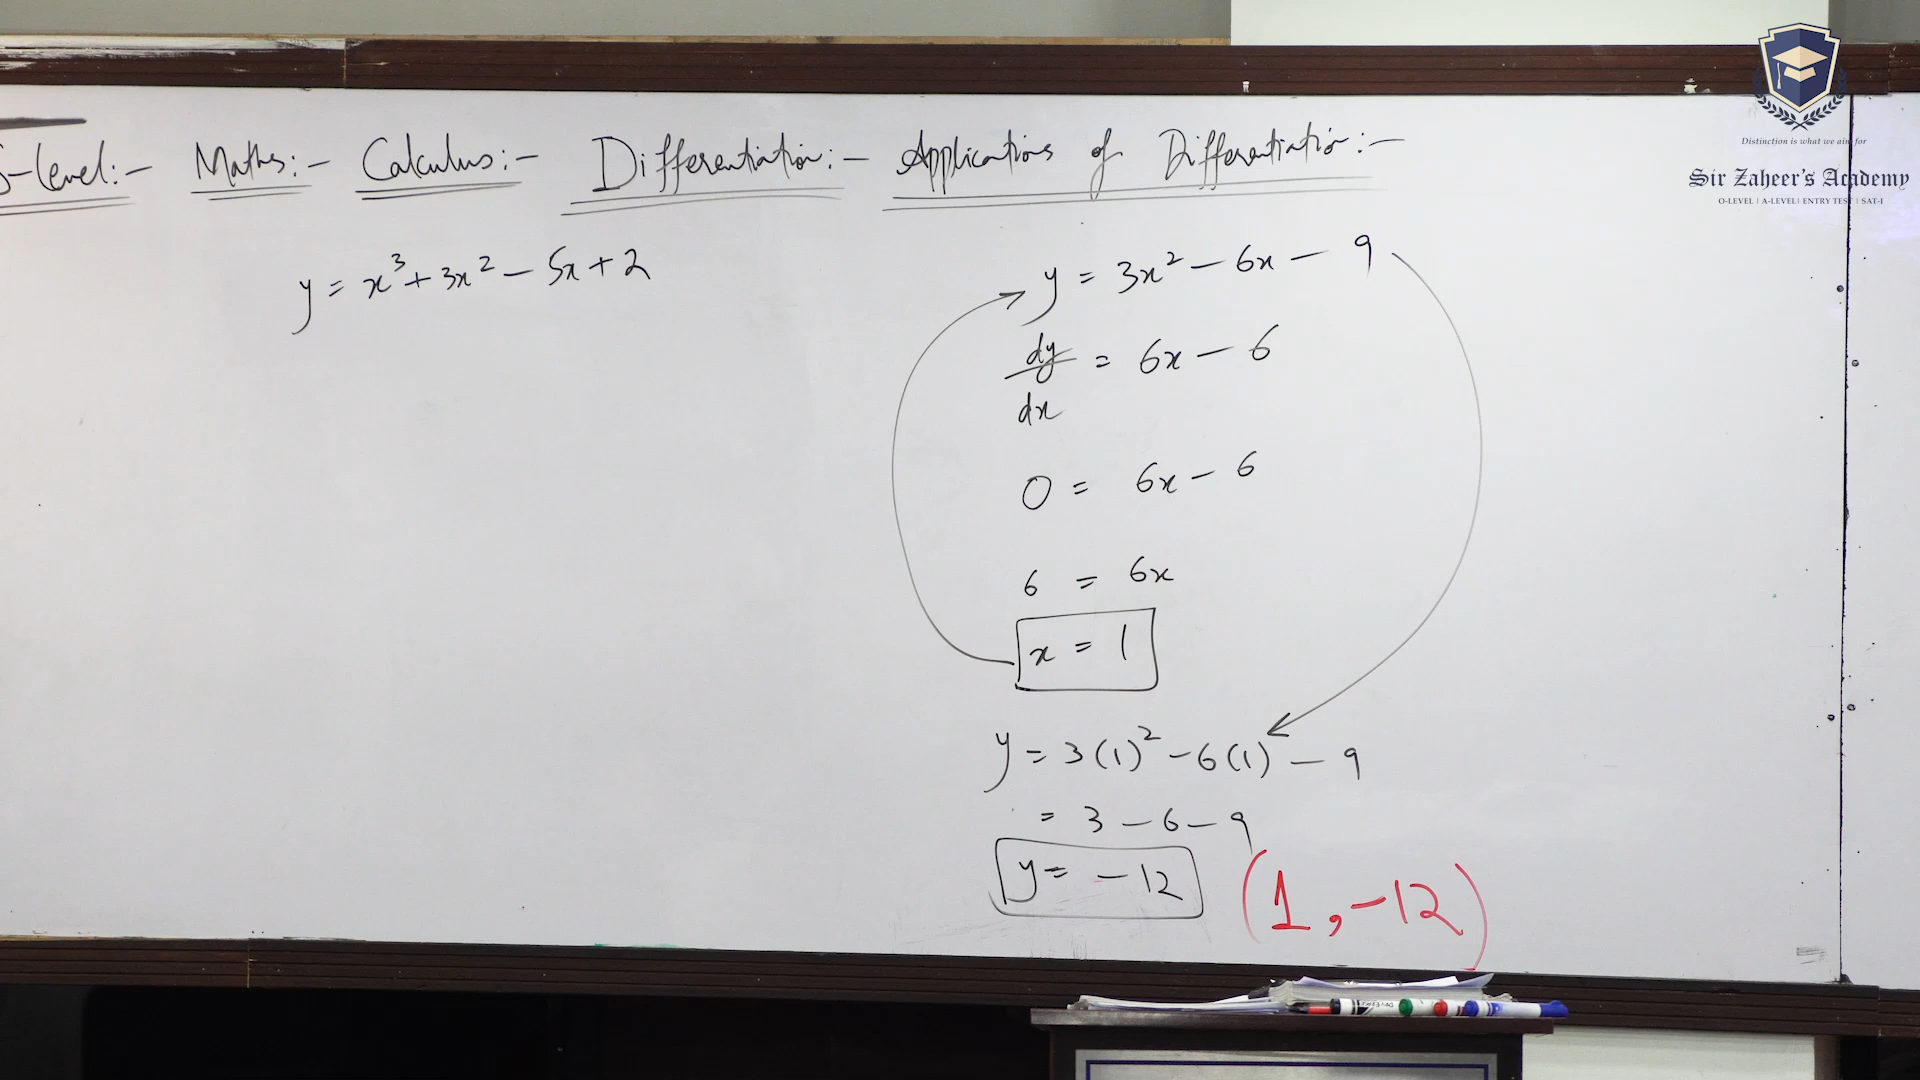 -level:- Maths:- Calculus:- Differentiation:- Applications of Differentiation:-
y = x³ + 3x² - 5x + 2
y = 3x² - 6x - 9
dy/dx = 6x - 6
0 = 6x - 6
6 = 6x
x = 1
y = 3(1)² - 6(1) - 9
= 3 - 6 - 9
y = -12
(1, -12)
Distinction is what we aim for
Sir Zaheer's Academy
O-LEVEL | A-LEVEL | ENTRY TEST | SAT-I